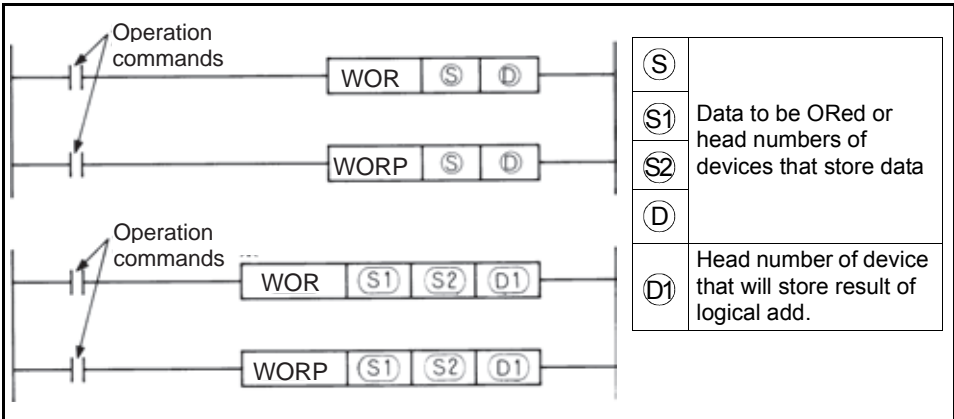 Operation
commands
WOR Ⓢ Ⓓ
WORP Ⓢ Ⓓ
Operation
commands
WOR S1 S2 D1
WORP S1 S2 D1
Ⓢ
S1
S2
Ⓓ
Data to be ORed or
head numbers of
devices that store data
D1
Head number of device
that will store result of
logical add.